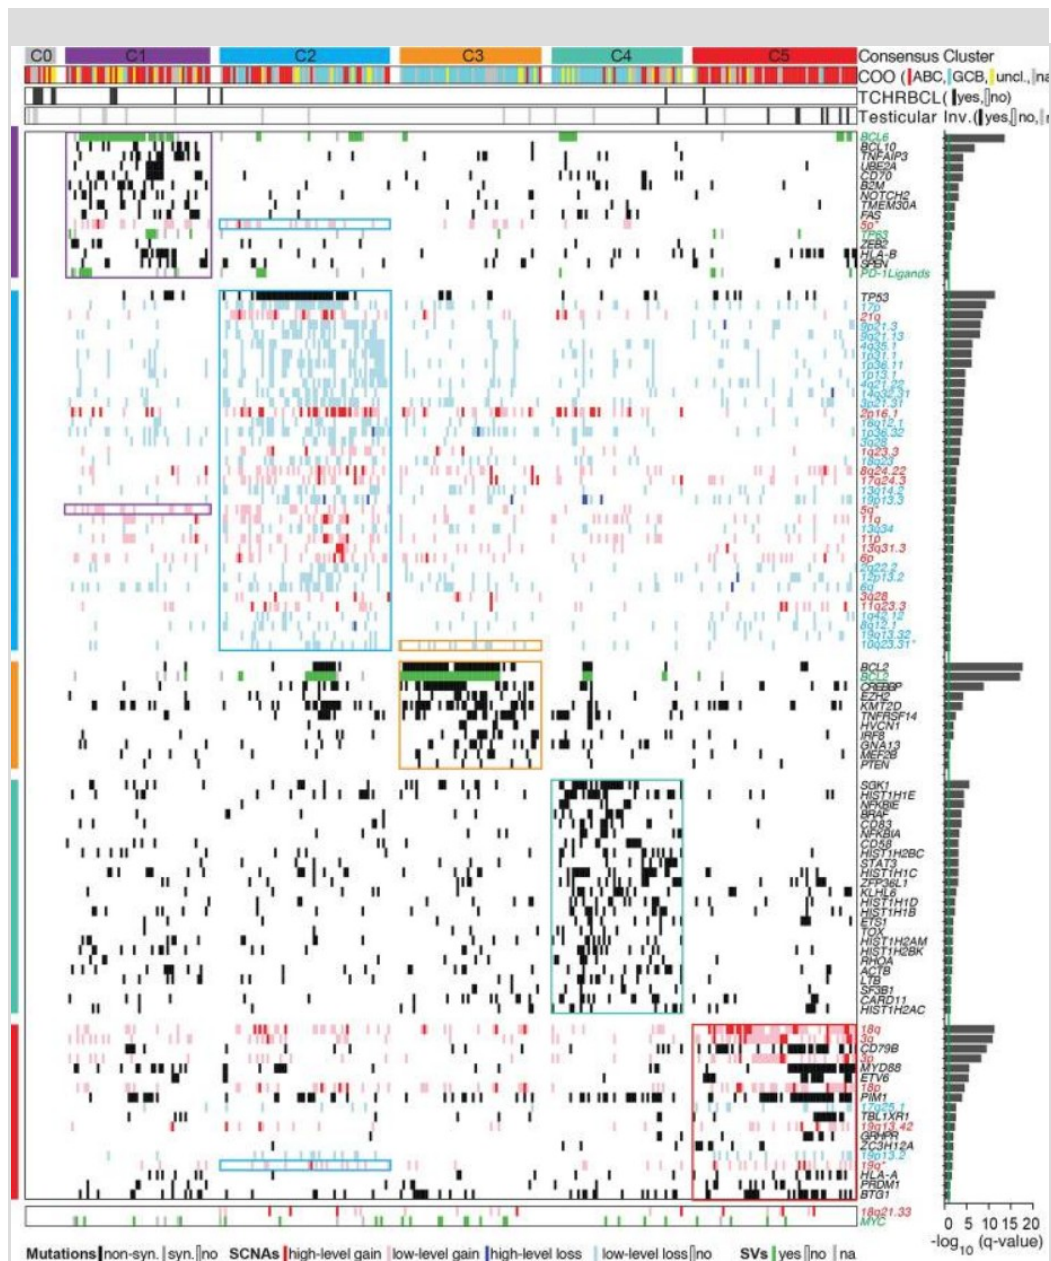 C0 C1 C2 C3 C4 C5 Consensus Cluster
COO (ABC, GCB, uncl., na
TCHRBCL( yes, no)
Testicular Inv.( yes, no,
BCL6
BCL10
TNFAIP3
UBE2A
CD70
B2M
NOTCH2
TMEM30A
FAS
5p*
TP63
ZEB2
HLA-B
SPEN
PD-1Ligands
TP53
17p
21q
9p21.3
9q21.13
4q35.1
1p31.1
1p36.11
1p13.1
4q21.22
14q32.31
3p21.31
2p16.1
16q12.1
1p36.32
3q28
1q23.3
18q23
8q24.22
17q24.3
13q14.2
19p13.3
5q*
11q
13q34
11p
13q31.3
6p
2q22.2
12p13.2
6q
3q28
11q23.3
1q42.12
8q12.1
19q13.32
10q23.31*
BCL2
BCL2
CREBBP
EZH2
KMT2D
TNFRSF14
HVCN1
IRF8
GNA13
MEF2B
PTEN
SGK1
HIST1H1E
NFKBIE
BRAF
CD83
NFKBIA
CD58
HIST1H2BC
STAT3
HIST1H1C
ZFP36L1
KLHL6
HIST1H1D
HIST1H1B
ETS1
TOX
HIST1H2AM
HIST1H2BK
RHOA
ACTB
LTB
SF3B1
CARD11
HIST1H2AC
18q
3q
CD79B
3p
MYD88
ETV6
18p
PIM1
17q25.1
TBL1XR1
19q13.42
GRHPR
ZC3H12A
19p13.2
19q*
HLA-A
PRDM1
BTG1
18q21.33
MYC
0 5 10 15 20
-log10 (q-value)
Mutations non-syn. syn. no SCNAs high-level gain low-level gain high-level loss low-level loss no SVs yes no na